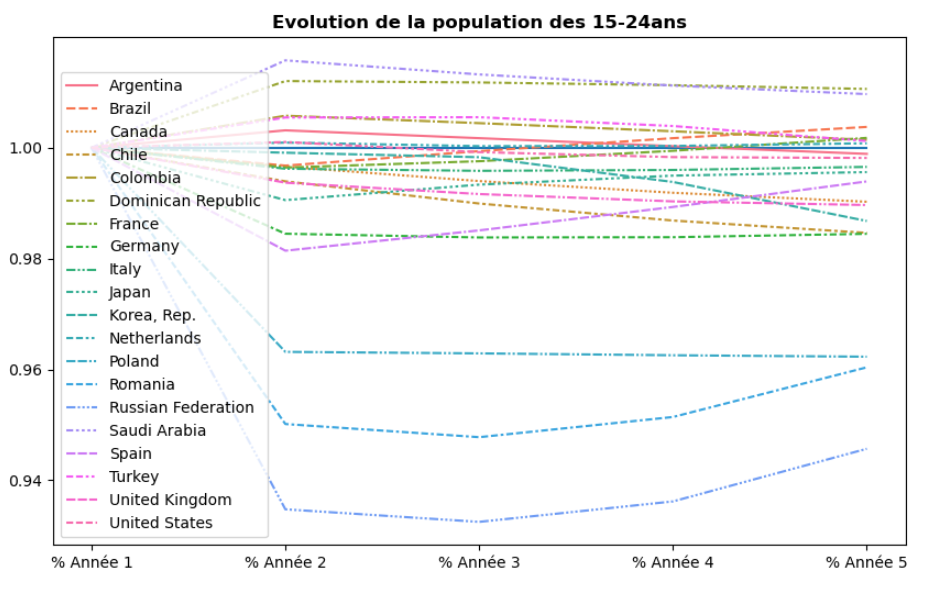 Evolution de la population des 15-24ans
Argentina
Brazil
Canada
1.00
Chile
Colombia
Dominican Republic
France
Germany
0.98
Italy
Japan
Korea, Rep.
Netherlands
Poland
0.96
Romania
Russian Federation
Saudi Arabia
Spain
Turkey
0.94
United Kingdom
United States
% Année 1 % Année 2 % Année 3 % Année 4 % Année 5